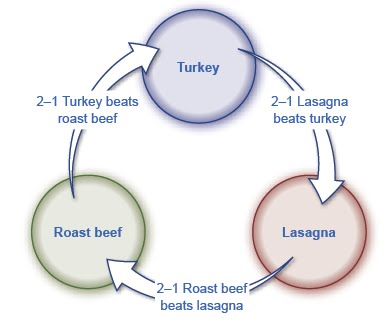 Turkey
2–1 Turkey beats
roast beef
2–1 Lasagna
beats turkey
Roast beef
Lasagna
2–1 Roast beef
beats lasagna